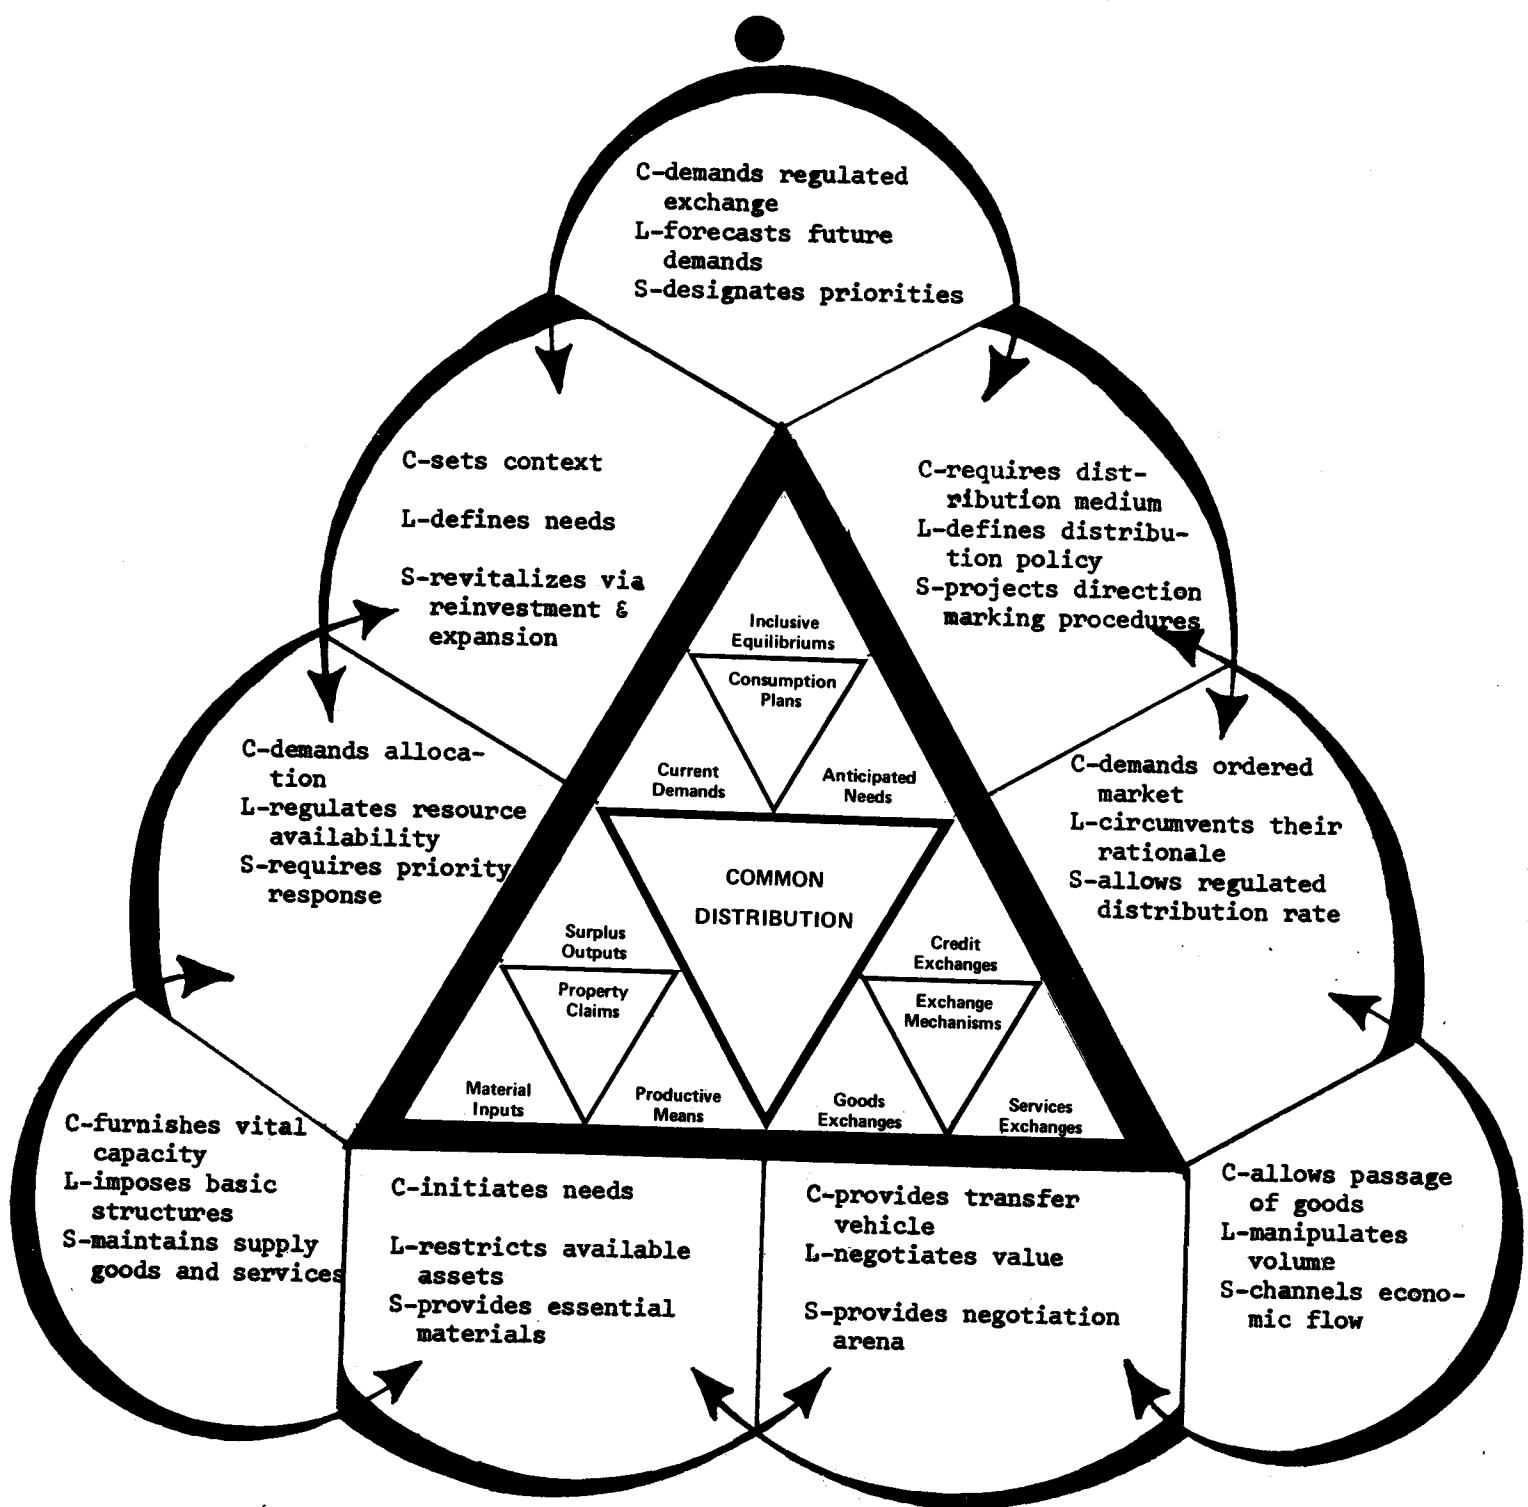 C-demands regulated
exchange
L-forecasts future
demands
S-designates priorities
C-sets context
L-defines needs
S-revitalizes via
reinvestment &
expansion
C-requires dist-
ribution medium
L-defines distribu-
tion policy
S-projects direction
marking procedures
C-demands alloca-
tion
L-regulates resource
availability
S-requires priority
response
Inclusive
Equilibriums
Consumption
Plans
Current
Demands
Anticipated
Needs
COMMON
DISTRIBUTION
Surplus
Outputs
Property
Claims
Material
Inputs
Productive
Means
Credit
Exchanges
Exchange
Mechanisms
Goods
Exchanges
Services
Exchanges
C-demands ordered
market
L-circumvents their
rationale
S-allows regulated
distribution rate
C-furnishes vital
capacity
L-imposes basic
structures
S-maintains supply
goods and services
C-initiates needs
L-restricts available
assets
S-provides essential
materials
C-provides transfer
vehicle
L-negotiates value
S-provides negotiation
arena
C-allows passage
of goods
L-manipulates
volume
S-channels econo-
mic flow